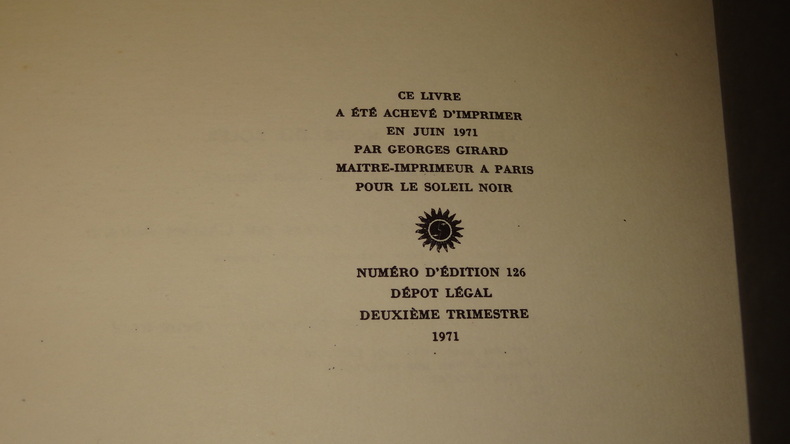 CE LIVRE
A ÉTÉ ACHEVÉ D'IMPRIMER
EN JUIN 1971
PAR GEORGES GIRARD
MAITRE-IMPRIMEUR A PARIS
POUR LE SOLEIL NOIR
NUMÉRO D'ÉDITION 126
DÉPOT LÉGAL
DEUXIÈME TRIMESTRE
1971